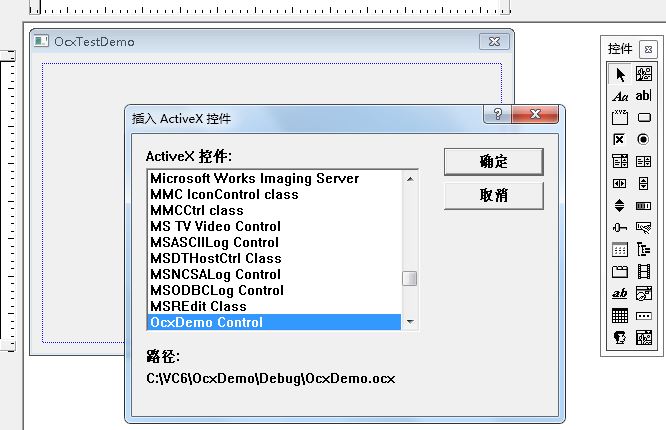 OcxTestDemo
控件
Aa
ab|
XYZ
ab
插入 ActiveX 控件
ActiveX 控件:
Microsoft Works Imaging Server
MMC IconControl class
MMCCtrl class
MS TV Video Control
MSASCIILog Control
MSDTHostCtrl Class
MSNCSALog Control
MSODBCLog Control
MSREdit Class
OcxDemo Control
确定
取消
路径:
C:\VC6\OcxDemo\Debug\OcxDemo.ocx